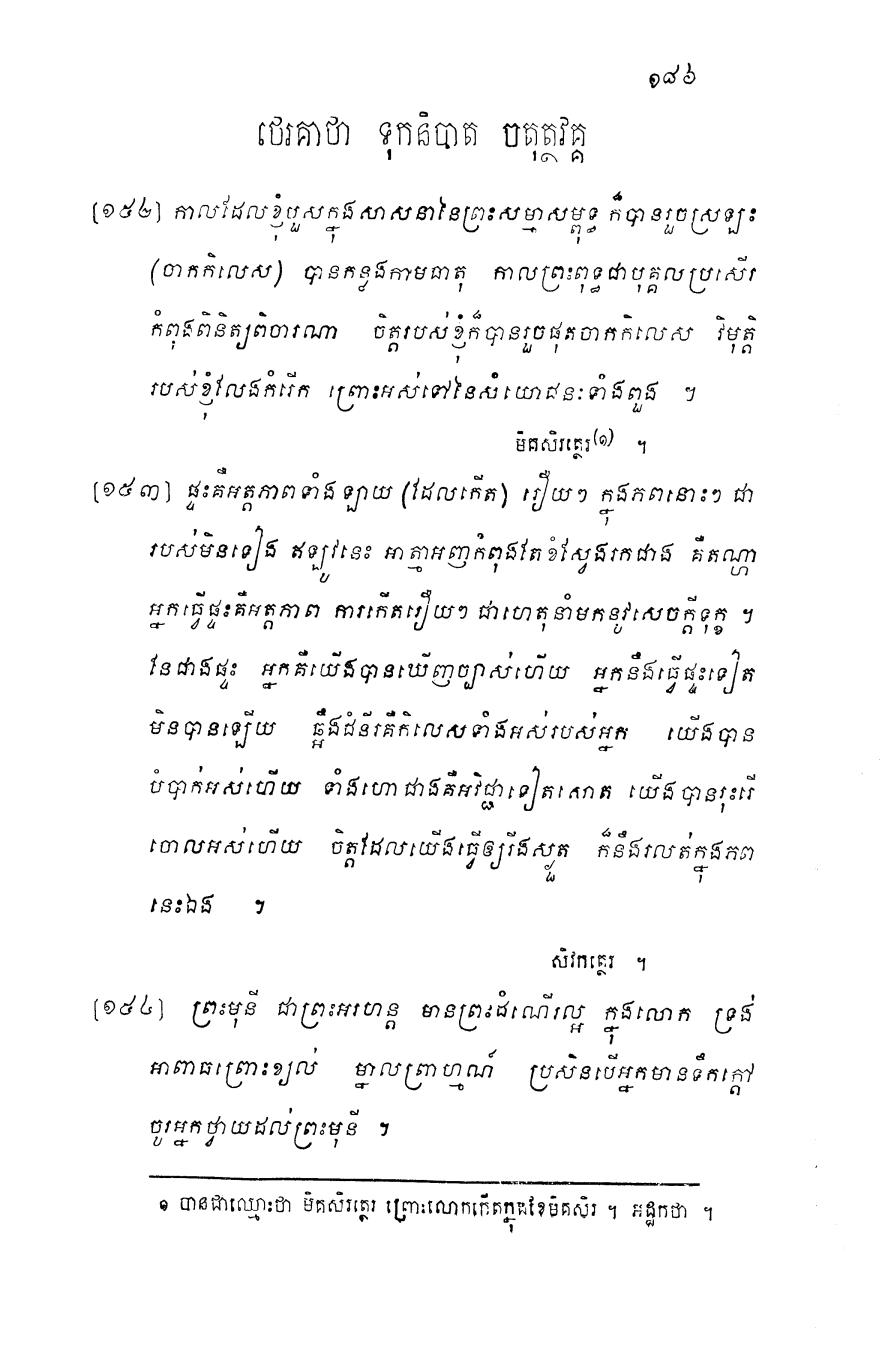 ១៨៦
ថេរគាថា ទុកនិបាត ចតុត្ថវគ្គ
[១៥២] កាលដែលខ្ញុំបួសក្នុងសាសនានៃព្រះសម្មាសម្ពុទ្ធ ក៏បានរួចស្រឡះ
(ចាកកិលេស) បានកន្លងកាមធាតុ កាលព្រះពុទ្ធជាបុគ្គលប្រសើរ
កំពុងពិនិត្យពិចារណា ចិត្តរបស់ខ្ញុំក៏បានរួចផុតចាកកិលេស វិមុត្តិ
របស់ខ្ញុំលែងកំរើក ព្រោះអស់ទៅនៃសំយោជនៈទាំងពួង ។
មិគសិរត្ថេរ(១) ។
[១៥៣] ផ្ទះគឺអត្តភាពទាំងឡាយ (ដែលកើត) រឿយៗ ក្នុងភពនោះៗ ជា
របស់មិនទៀង ឥឡូវនេះ អាត្មាអញកំពុងតែខំស្វែងរកជាង គឺតណ្ហា
អ្នកធ្វើផ្ទះគឺអត្តភាព ការកើតរឿយៗ ជាហេតុនាំមកនូវសេចក្តីទុក្ខ ។
នែជាងផ្ទះ អ្នកគឺយើងបានឃើញច្បាស់ហើយ អ្នកនឹងធ្វើផ្ទះទៀត
មិនបានឡើយ ឆ្អឹងជំនីរគឺកិលេសទាំងអស់របស់អ្នក យើងបាន
បំបាក់អស់ហើយ ទាំងហោជាងគឺអវិជ្ជាទៀតសោត យើងបានរុះរើ
ចោលអស់ហើយ ចិត្តដែលយើងធ្វើឲ្យរីងស្ងួត ក៏នឹងរលត់ក្នុងភព
នេះឯង ។
សិវកត្ថេរ ។
[១៥៤] ព្រះមុនី ជាព្រះអរហន្ត មានព្រះដំណើរល្អ ក្នុងលោក ទ្រង់
អាពាធព្រោះខ្យល់ ម្នាលព្រាហ្មណ៍ ប្រសិនបើអ្នកមានទឹកក្តៅ
ចូរអ្នកថ្វាយដល់ព្រះមុនី ។
១ បានជាឈ្មោះថា មិគសិរត្ថេរ ព្រោះលោកកើតក្នុងខែមិគសិរ ។ អដ្ឋកថា ។